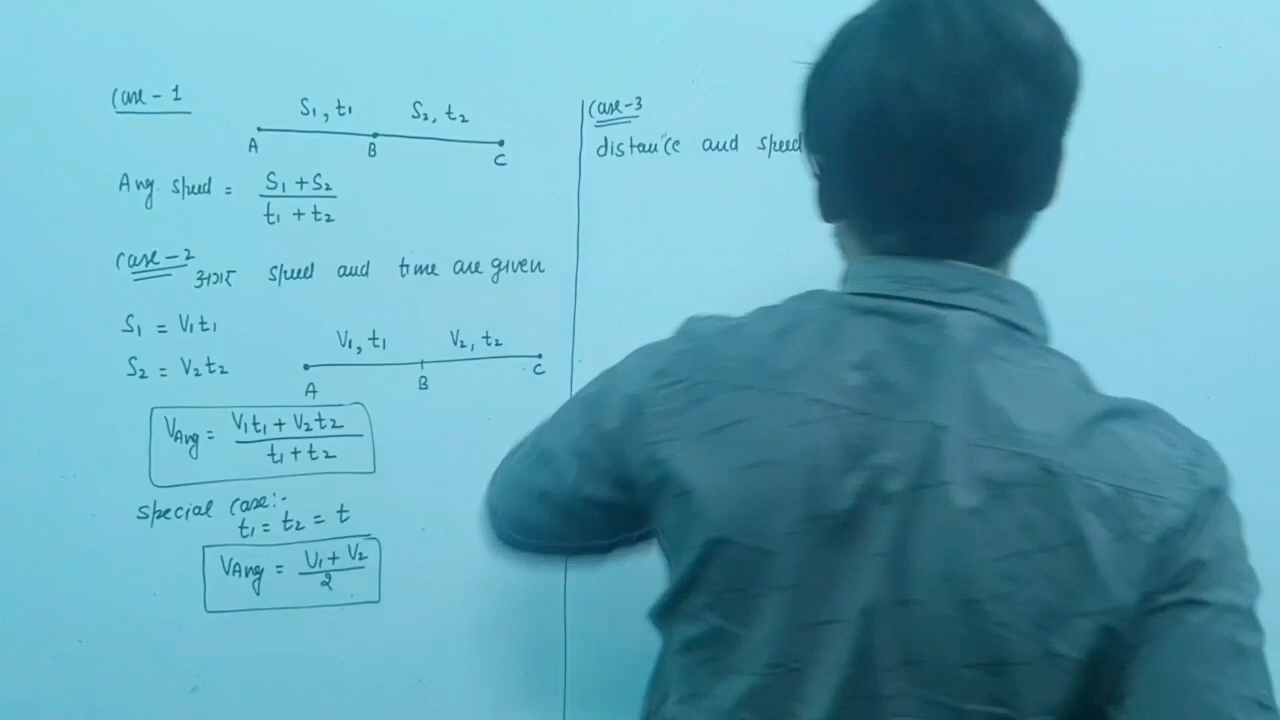 Case - 1
S₁, t₁ S₂, t₂
A B C
Avg. speed = (S₁ + S₂) / (t₁ + t₂)
Case - 2
अगर speed and time are given
S₁ = V₁t₁
V₁, t₁ V₂, t₂
S₂ = V₂t₂
A B C
VAvg = (V₁t₁ + V₂t₂) / (t₁ + t₂)
Special case:-
t₁ = t₂ = t
VAvg = (V₁ + V₂) / 2
Case - 3
distance and speed